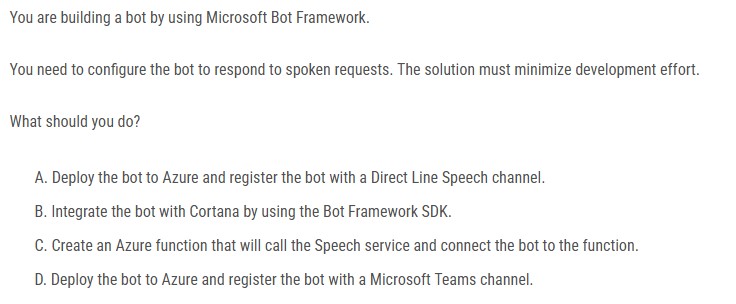 You are building a bot by using Microsoft Bot Framework.
You need to configure the bot to respond to spoken requests. The solution must minimize development effort.
What should you do?
A. Deploy the bot to Azure and register the bot with a Direct Line Speech channel.
B. Integrate the bot with Cortana by using the Bot Framework SDK.
C. Create an Azure function that will call the Speech service and connect the bot to the function.
D. Deploy the bot to Azure and register the bot with a Microsoft Teams channel.